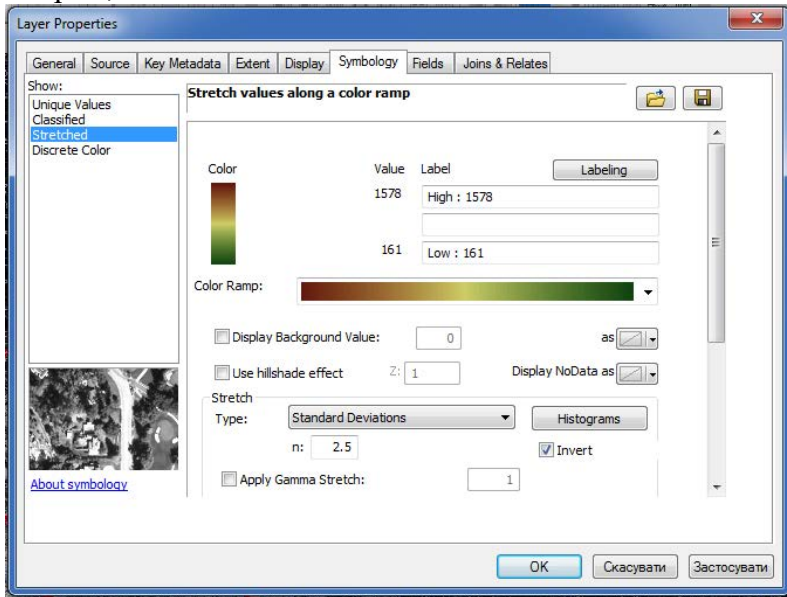 Layer Properties
General Source Key Metadata Extent Display Symbology Fields Joins & Relates
Show:
Unique Values
Classified
Stretched
Discrete Color
Stretch values along a color ramp
Color Value Label Labeling
1578 High : 1578
161 Low : 161
Color Ramp:
Display Background Value: 0 as
Use hillshade effect Z: 1 Display NoData as
Stretch
Type: Standard Deviations Histograms
n: 2.5 Invert
Apply Gamma Stretch: 1
About symbology
OK Скасувати Застосувати